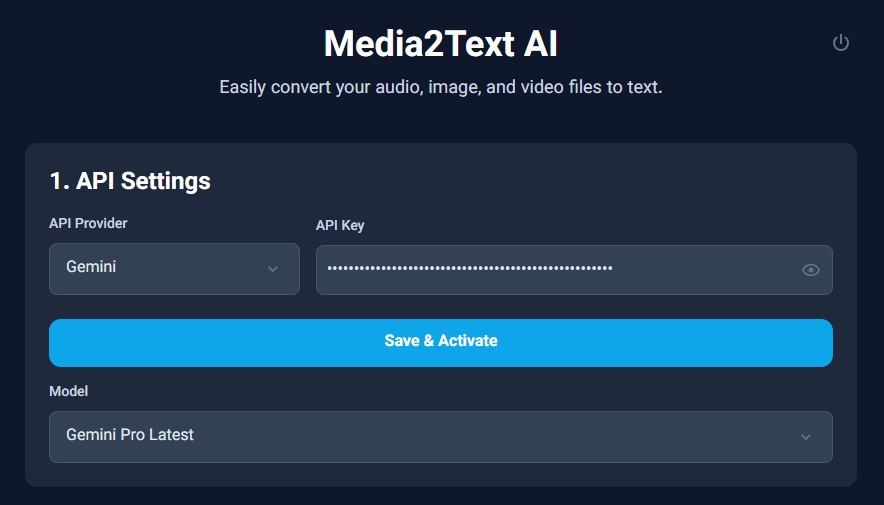 Media2Text AI
Easily convert your audio, image, and video files to text.
1. API Settings
API Provider
API Key
Gemini
••••••••••••••••••••••••••••••••••••••••••••••••••••
Save & Activate
Model
Gemini Pro Latest